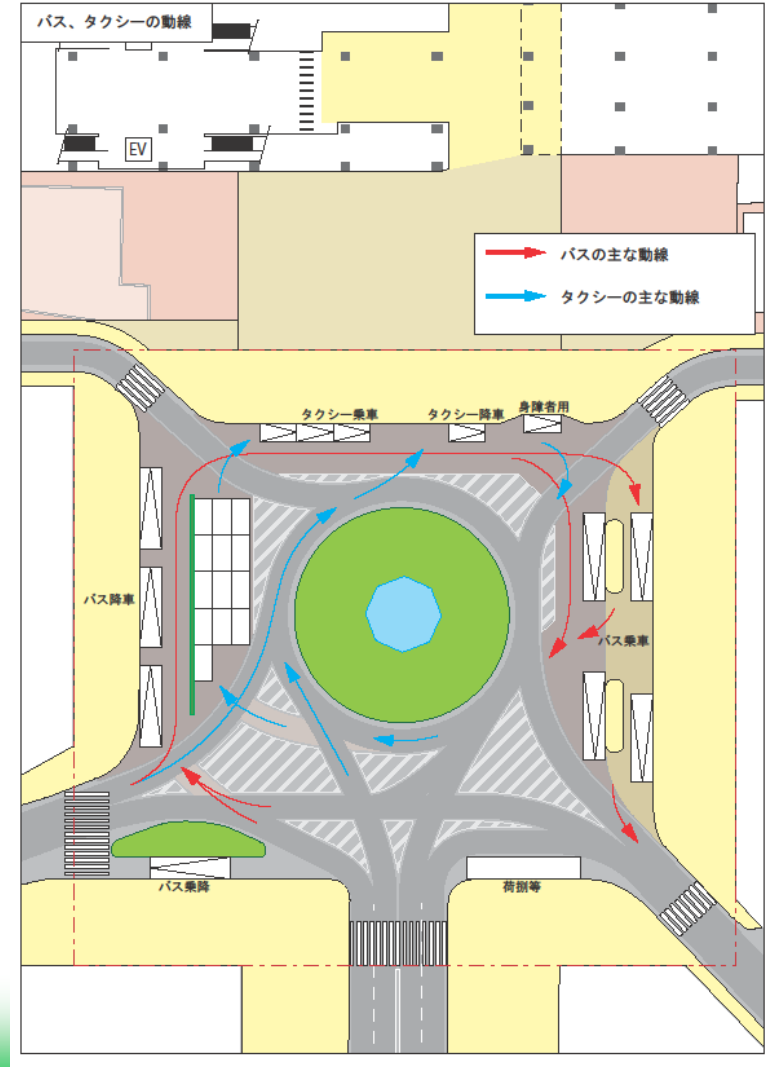 バス、タクシーの動線
EV
バスの主な動線
タクシーの主な動線
タクシー乗車
タクシー降車
身障者用
バス降車
バス乗車
バス乗降
荷捌等